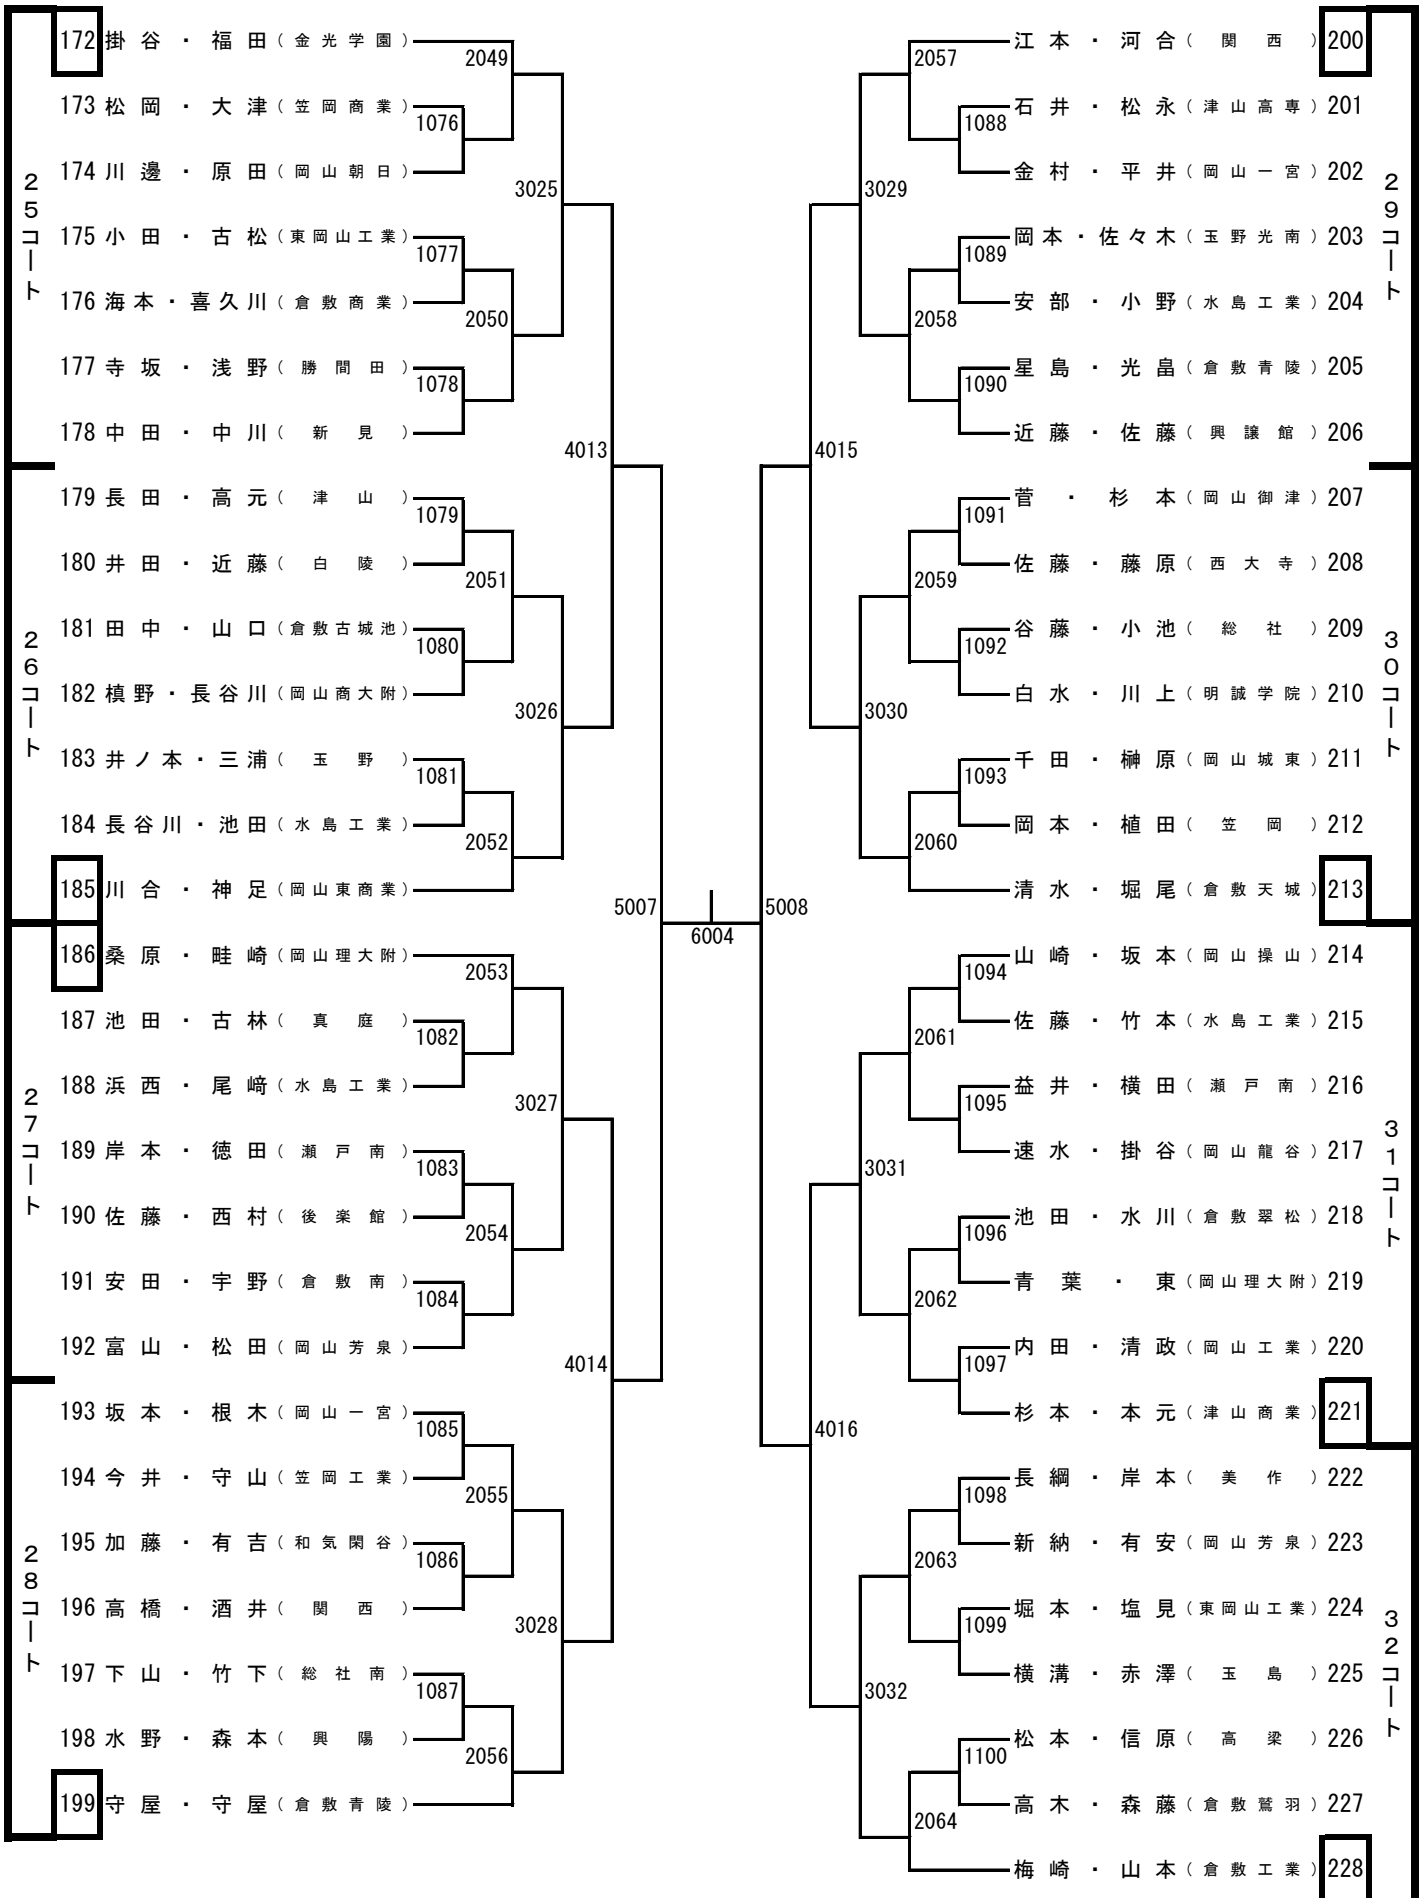 25コート
172 掛谷・福田（金光学園）
2049
173 松岡・大津（笠岡商業）
1076
174 川邊・原田（岡山朝日）
3025
175 小田・古松（東岡山工業）
1077
176 海本・喜久川（倉敷商業）
2050
177 寺坂・浅野（勝間田）
1078
178 中田・中川（新見）
4013
26コート
179 長田・高元（津山）
1079
180 井田・近藤（白陵）
2051
181 田中・山口（倉敷古城池）
1080
182 槙野・長谷川（岡山商大附）
3026
183 井ノ本・三浦（玉野）
1081
184 長谷川・池田（水島工業）
2052
185 川合・神足（岡山東商業）
5007
27コート
186 桑原・畦崎（岡山理大附）
2053
187 池田・古林（真庭）
1082
188 浜西・尾﨑（水島工業）
3027
189 岸本・徳田（瀬戸南）
1083
190 佐藤・西村（後楽館）
2054
191 安田・宇野（倉敷南）
1084
192 富山・松田（岡山芳泉）
4014
28コート
193 坂本・根木（岡山一宮）
1085
194 今井・守山（笠岡工業）
2055
195 加藤・有吉（和気閑谷）
1086
196 高橋・酒井（関西）
3028
197 下山・竹下（総社南）
1087
198 水野・森本（興陽）
2056
199 守屋・守屋（倉敷青陵）
6004
29コート
江本・河合（関西）200
2057
石井・松永（津山高専）201
1088
金村・平井（岡山一宮）202
3029
岡本・佐々木（玉野光南）203
1089
安部・小野（水島工業）204
2058
星島・光畠（倉敷青陵）205
1090
近藤・佐藤（興譲館）206
4015
30コート
菅・杉本（岡山御津）207
1091
佐藤・藤原（西大寺）208
2059
谷藤・小池（総社）209
1092
白水・川上（明誠学院）210
3030
千田・榊原（岡山城東）211
1093
岡本・植田（笠岡）212
2060
清水・堀尾（倉敷天城）213
5008
31コート
山崎・坂本（岡山操山）214
1094
佐藤・竹本（水島工業）215
2061
益井・横田（瀬戸南）216
1095
速水・掛谷（岡山龍谷）217
3031
池田・水川（倉敷翠松）218
1096
青葉・東（岡山理大附）219
2062
内田・清政（岡山工業）220
1097
杉本・本元（津山商業）221
4016
32コート
長綱・岸本（美作）222
1098
新納・有安（岡山芳泉）223
2063
堀本・塩見（東岡山工業）224
1099
横溝・赤澤（玉島）225
3032
松本・信原（高梁）226
1100
高木・森藤（倉敷鷲羽）227
2064
梅崎・山本（倉敷工業）228